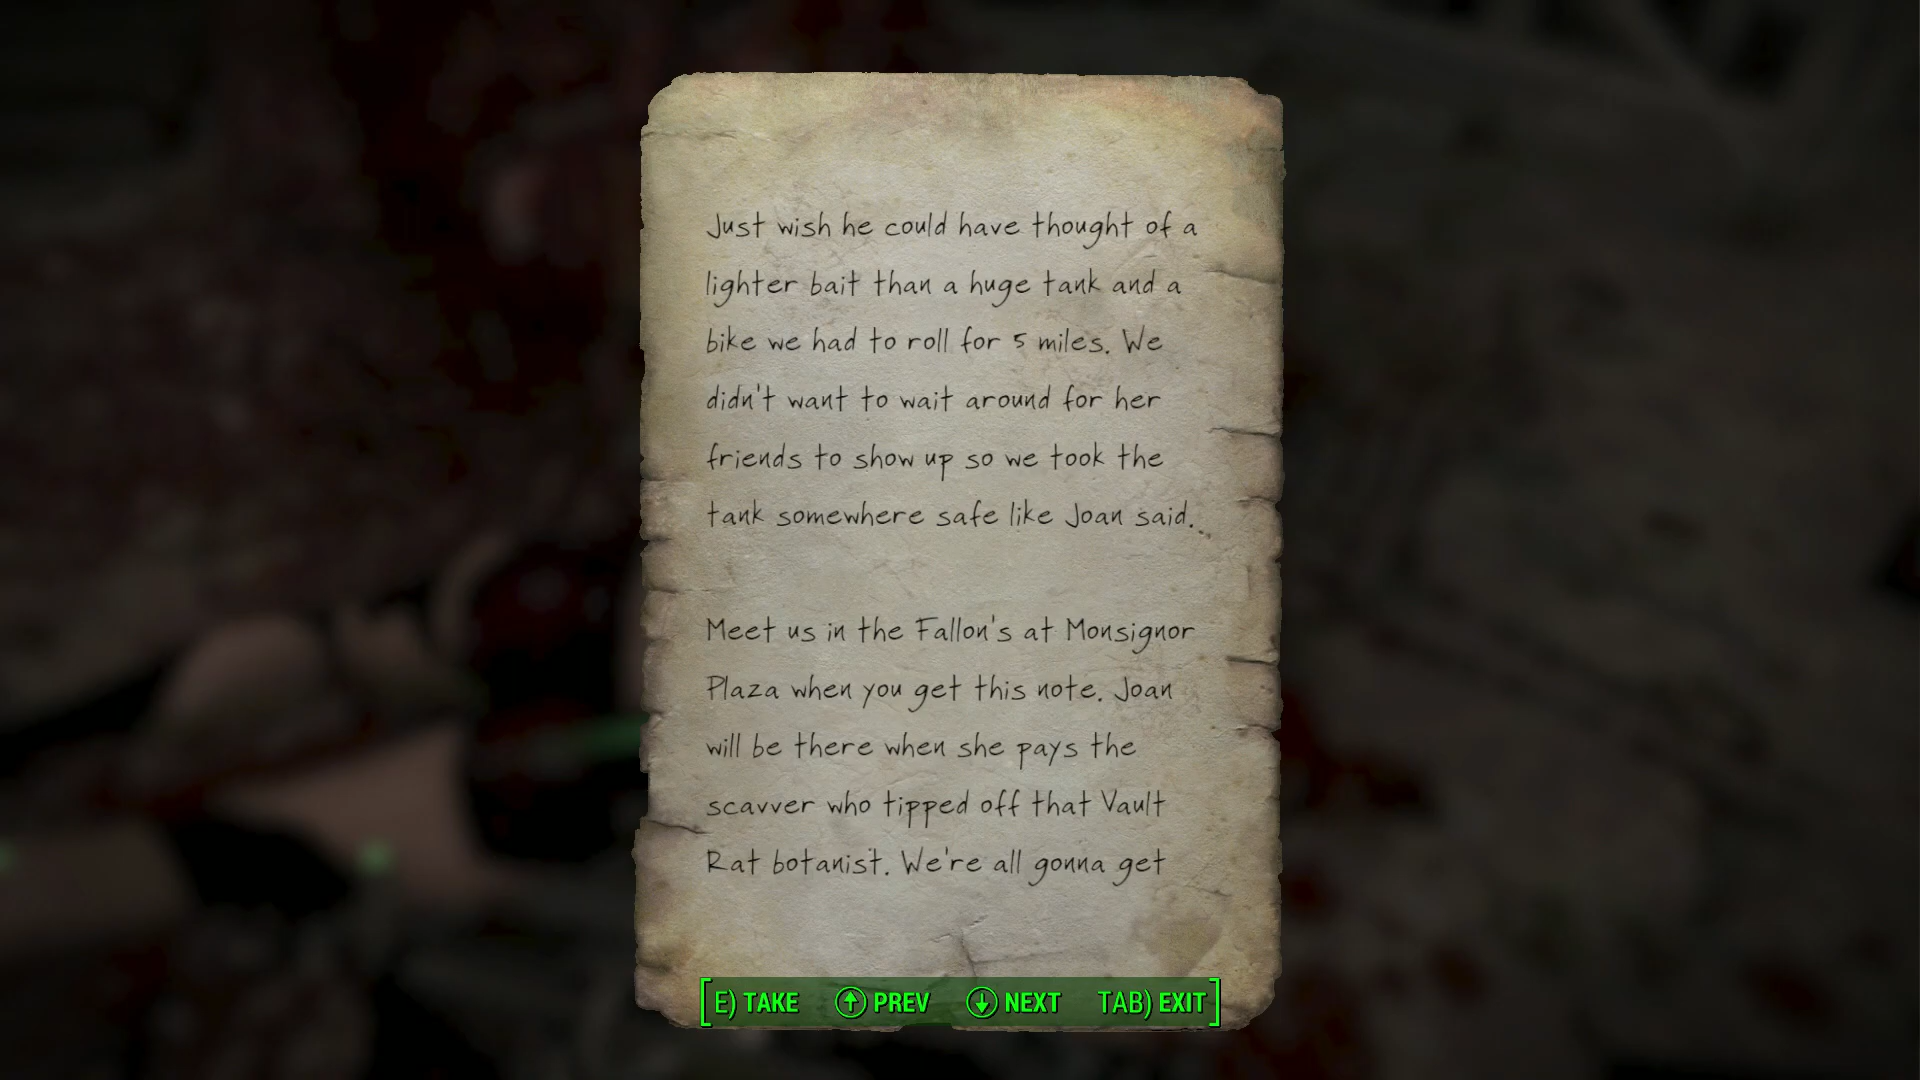 Just wish he could have thought of a
lighter bait than a huge tank and a
bike we had to roll for 5 miles. We
didn't want to wait around for her
friends to show up so we took the
tank somewhere safe like Joan said.
Meet us in the Fallon's at Monsignor
Plaza when you get this note. Joan
will be there when she pays the
scavver who tipped off that Vault
Rat botanist. We're all gonna get
E) TAKE PREV NEXT TAB) EXIT